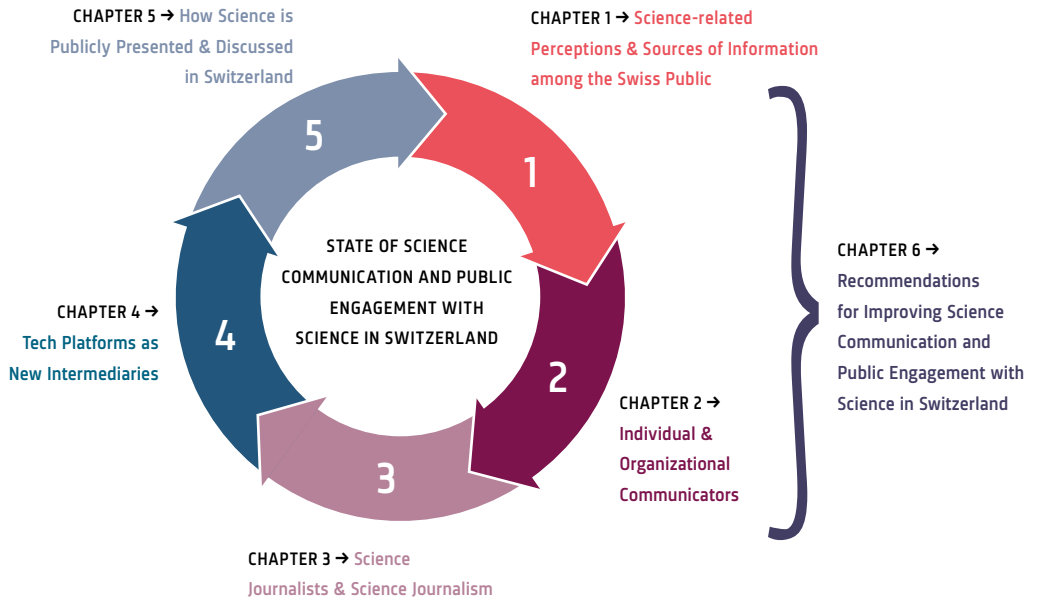 CHAPTER 5 → How Science is
Publicly Presented & Discussed
in Switzerland
CHAPTER 1 → Science-related
Perceptions & Sources of Information
among the Swiss Public
5
1
STATE OF SCIENCE
COMMUNICATION AND PUBLIC
ENGAGEMENT WITH
SCIENCE IN SWITZERLAND
CHAPTER 6 →
Recommendations
for Improving Science
Communication and
Public Engagement with
Science in Switzerland
CHAPTER 4 →
Tech Platforms as
New Intermediaries
4
2
CHAPTER 2 →
Individual &
Organizational
Communicators
3
CHAPTER 3 → Science
Journalists & Science Journalism